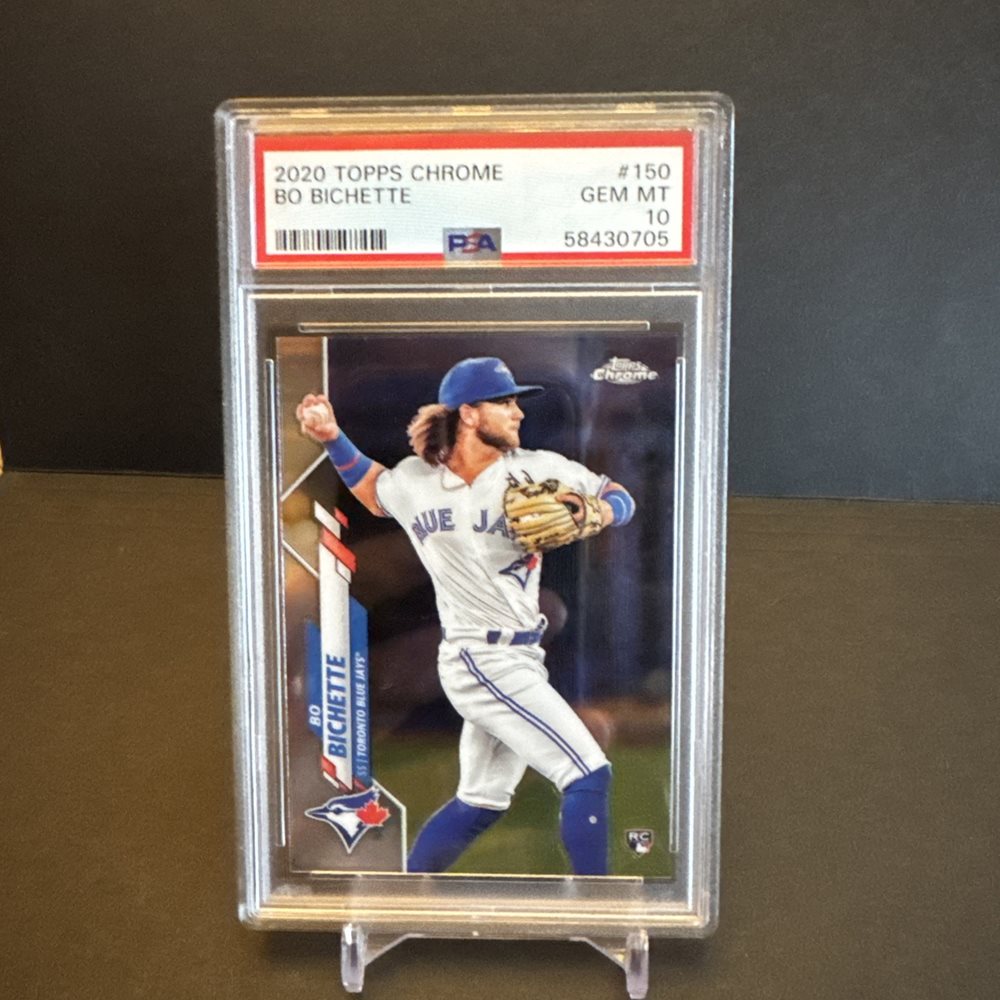 2020 TOPPS CHROME #150
BO BICHETTE GEM MT
10
PSA 58430705
Topps
Chrome
BLUE JA
BO
BICHETTE
SS | TORONTO BLUE JAYS®
RC